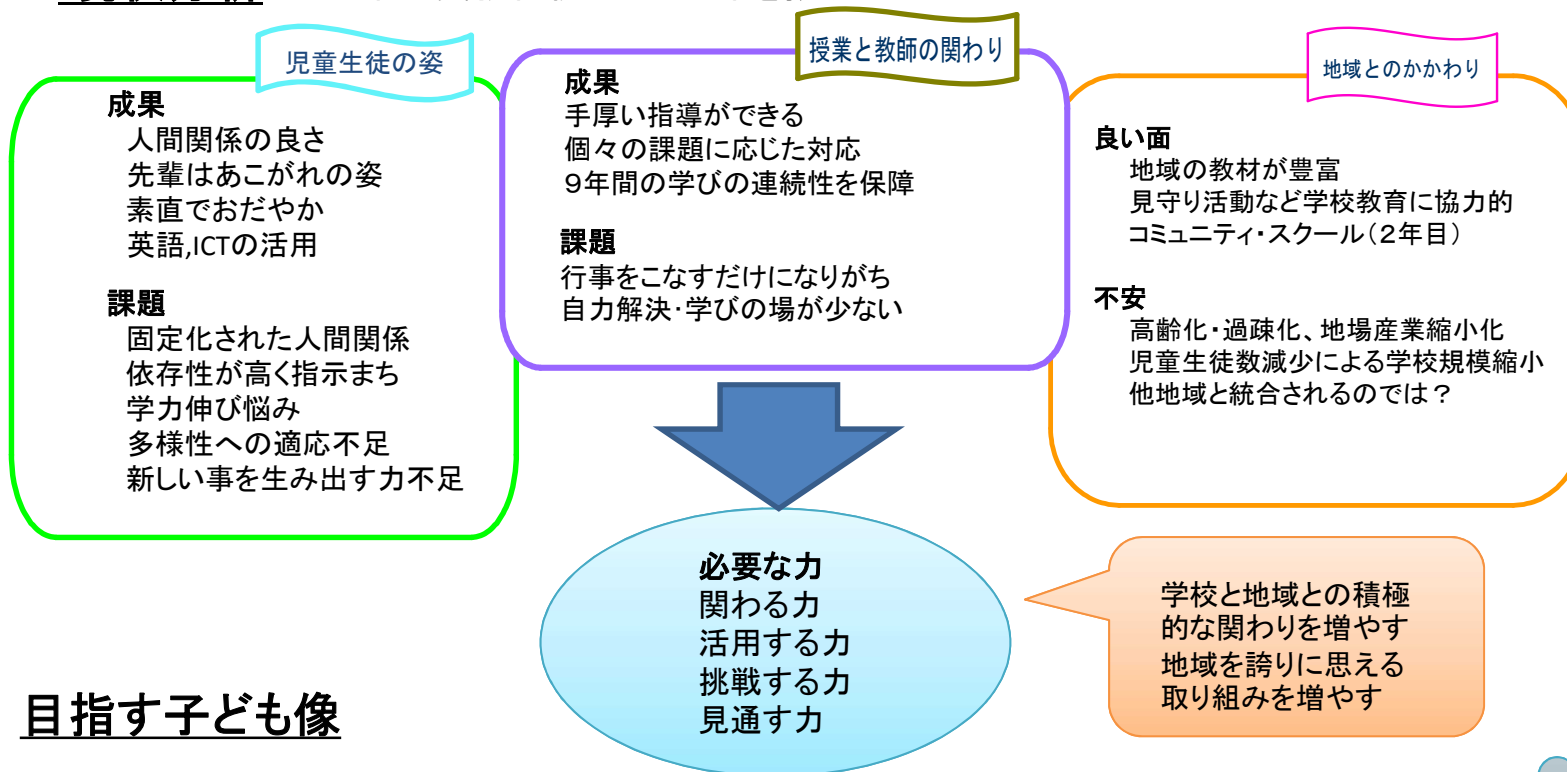 児童生徒の姿
成果
人間関係の良さ
先輩はあこがれの姿
素直でおだやか
英語,ICTの活用
課題
固定化された人間関係
依存性が高く指示まち
学力伸び悩み
多様性への適応不足
新しい事を生み出す力不足
授業と教師の関わり
成果
手厚い指導ができる
個々の課題に応じた対応
９年間の学びの連続性を保障
課題
行事をこなすだけになりがち
自力解決・学びの場が少ない
地域とのかかわり
良い面
地域の教材が豊富
見守り活動など学校教育に協力的
コミュニティ・スクール（２年目）
不安
高齢化・過疎化、地場産業縮小化
児童生徒数減少による学校規模縮小
他地域と統合されるのでは？
必要な力
関わる力
活用する力
挑戦する力
見通す力
学校と地域との積極
的な関わりを増やす
地域を誇りに思える
取り組みを増やす
目指す子ども像